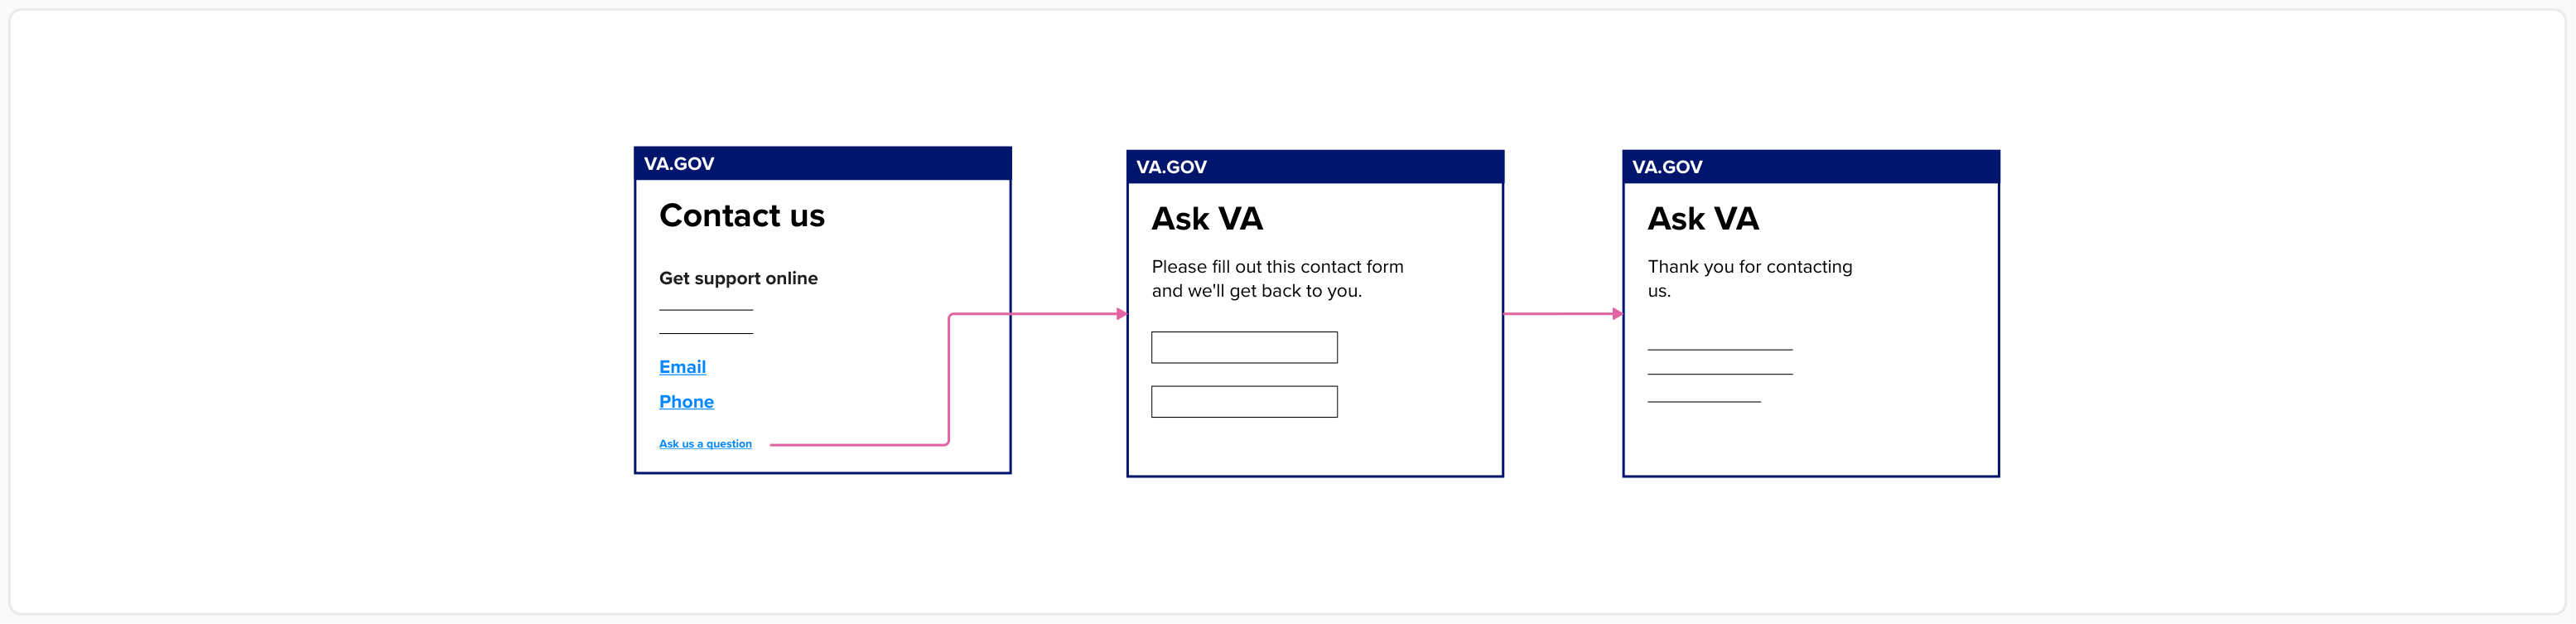 VA.GOV
Contact us
Get support online
Email
Phone
Ask us a question
VA.GOV
Ask VA
Please fill out this contact form
and we'll get back to you.
VA.GOV
Ask VA
Thank you for contacting
us.